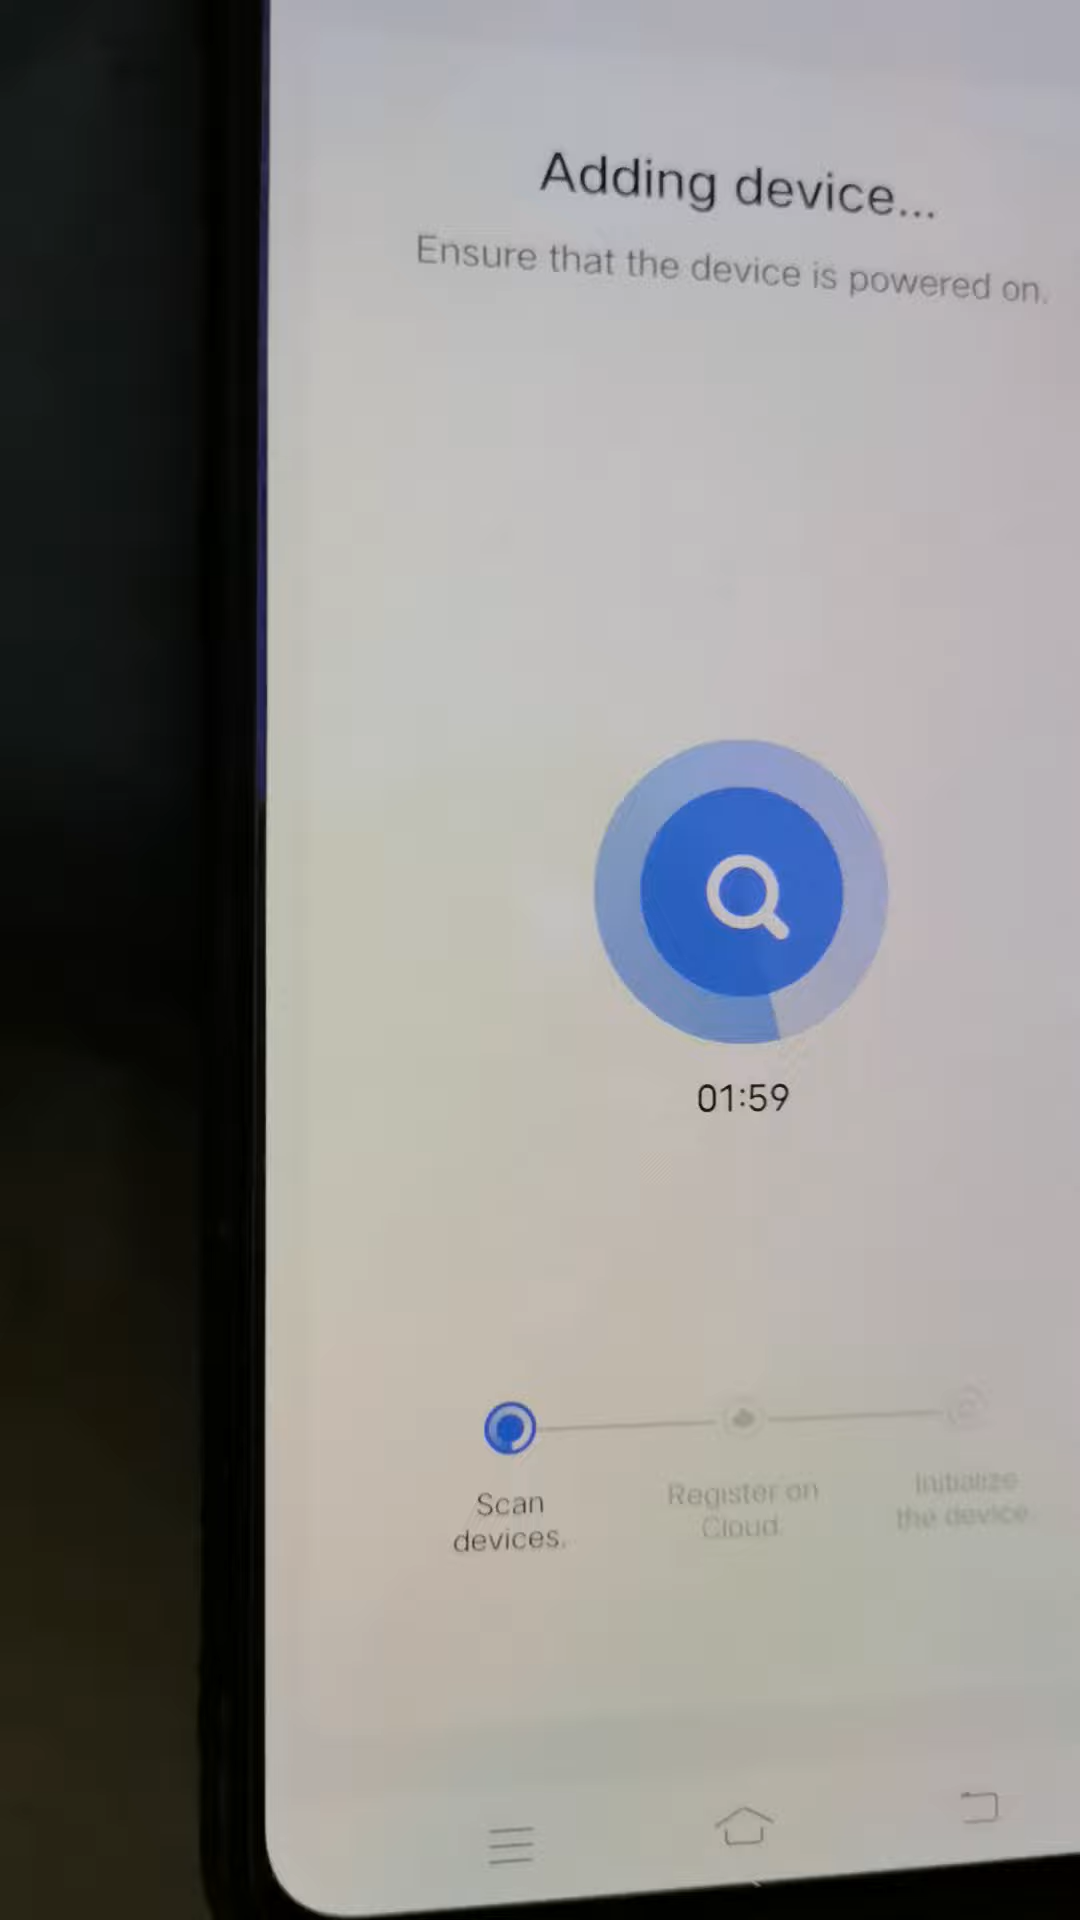 Adding device...
Ensure that the device is powered on.
01:59
Scan
devices.
Register on
Cloud.
Initialize
the device.